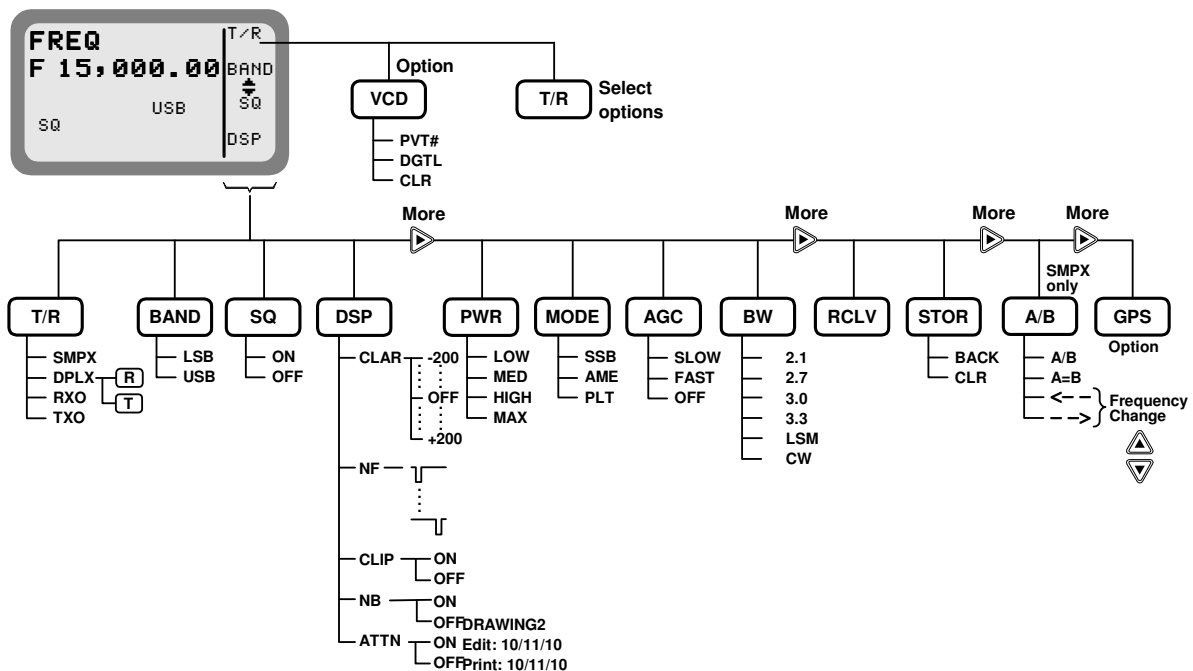 FREQ
T/R
F 15,000.00
BAND
USB
SQ
SQ
DSP
Option
VCD
T/R
Select
options
PVT#
DGTL
CLR
More
More
More
More
SMPX
only
T/R
BAND
SQ
DSP
PWR
MODE
AGC
BW
RCLV
STOR
A/B
GPS
Option
SMPX
DPLX
R
T
RXO
TXO
LSB
USB
ON
OFF
CLAR
-200
OFF
+200
NF
CLIP
ON
OFF
NB
ON
OFF
ATTN
ON
OFF
DRAWING2
Edit: 10/11/10
Print: 10/11/10
LOW
MED
HIGH
MAX
SSB
AME
PLT
SLOW
FAST
OFF
2.1
2.7
3.0
3.3
LSM
CW
BACK
CLR
A/B
A=B
<--
-->
Frequency
Change